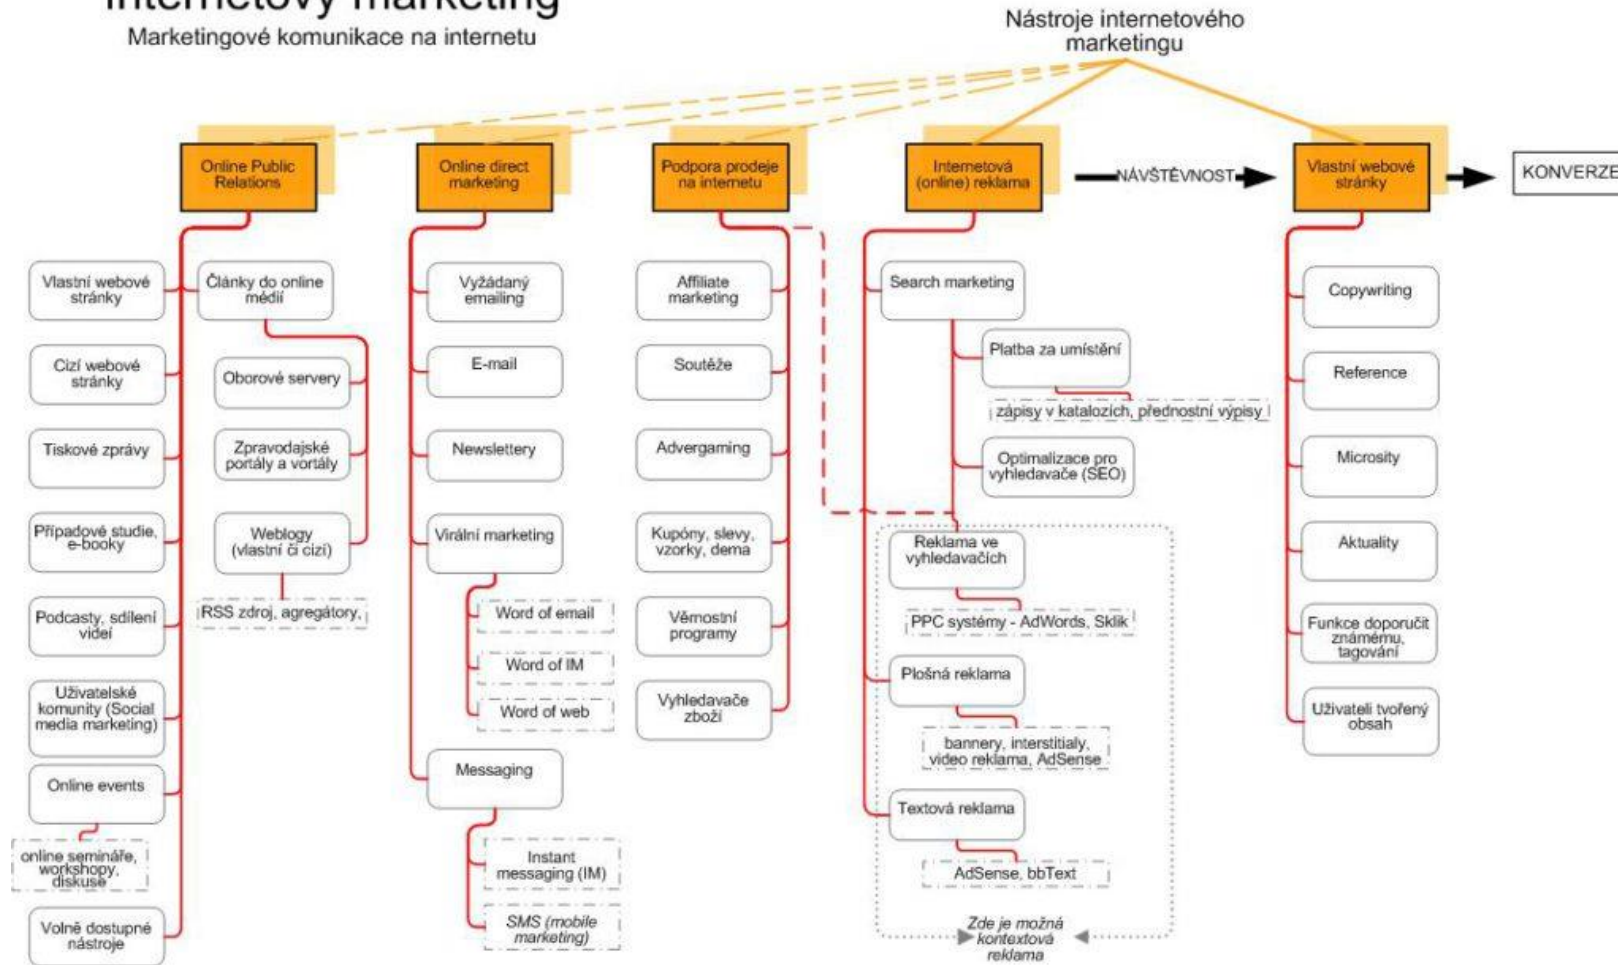 Internetový marketing
Marketingové komunikace na internetu
Nástroje internetového
marketingu
Online Public
Relations
Online direct
marketing
Podpora prodeje
na internetu
Internetová
(online) reklama
NÁVŠTĚVNOST
Vlastní webové
stránky
KONVERZE
Vlastní webové
stránky
Cizí webové
stránky
Tiskové zprávy
Případové studie,
e-booky
Podcasty, sdílení
videí
Uživatelské
komunity (Social
media marketing)
Online events
online semináře,
workshopy,
diskuse
Volně dostupné
nástroje
Články do online
médií
Oborové servery
Zpravodajské
portály a vortály
Weblogy
(vlastní či cizí)
RSS zdroj, agregátory,
Vyžádaný
emailing
E-mail
Newslettery
Virální marketing
Word of email
Word of IM
Word of web
Messaging
Instant
messaging (IM)
SMS (mobile
marketing)
Affiliate
marketing
Soutěže
Advergaming
Kupóny, slevy,
vzorky, dema
Věrnostní
programy
Vyhledavače
zboží
Search marketing
Platba za umístění
zápisy v katalozích, přednostní výpisy
Optimalizace pro
vyhledavače (SEO)
Reklama ve
vyhledavačích
PPC systémy - AdWords, Sklik
Plošná reklama
bannery, interstitialy,
video reklama, AdSense
Textová reklama
AdSense, bbText
Zde je možná
kontextová
reklama
Copywriting
Reference
Microsity
Aktuality
Funkce doporučit
známému,
tagování
Uživateli tvořený
obsah